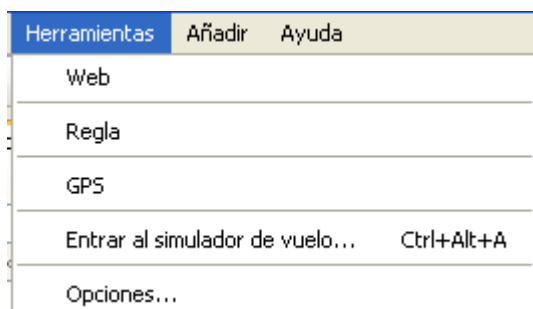 Herramientas Añadir Ayuda
Web
Regla
GPS
Entrar al simulador de vuelo... Ctrl+Alt+A
Opciones...